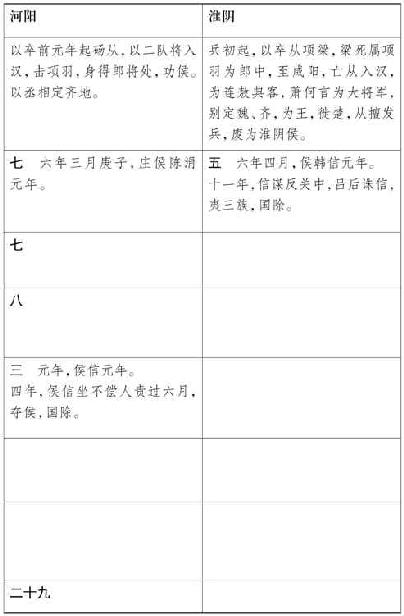 河阳
淮阴
以卒前元年起砀从，以二队将入
汉，击项羽，身得郎将处，功侯。
以丞相定齐地。
兵初起，以卒从项梁，梁死属项
羽为郎中，至咸阳，亡从入汉，
为连敖典客，萧何言为大将军，
别定魏、齐，为王，徙楚，坐擅发
兵，废为淮阴侯。
七 六年三月庚子，庄侯陈涓
元年。
五 六年四月，侯韩信元年。
十一年，信谋反关中，吕后诛信，
夷三族，国除。
七
八
三 元年，侯信元年。
四年，侯信坐不偿人责过六月，
夺侯，国除。
二十九